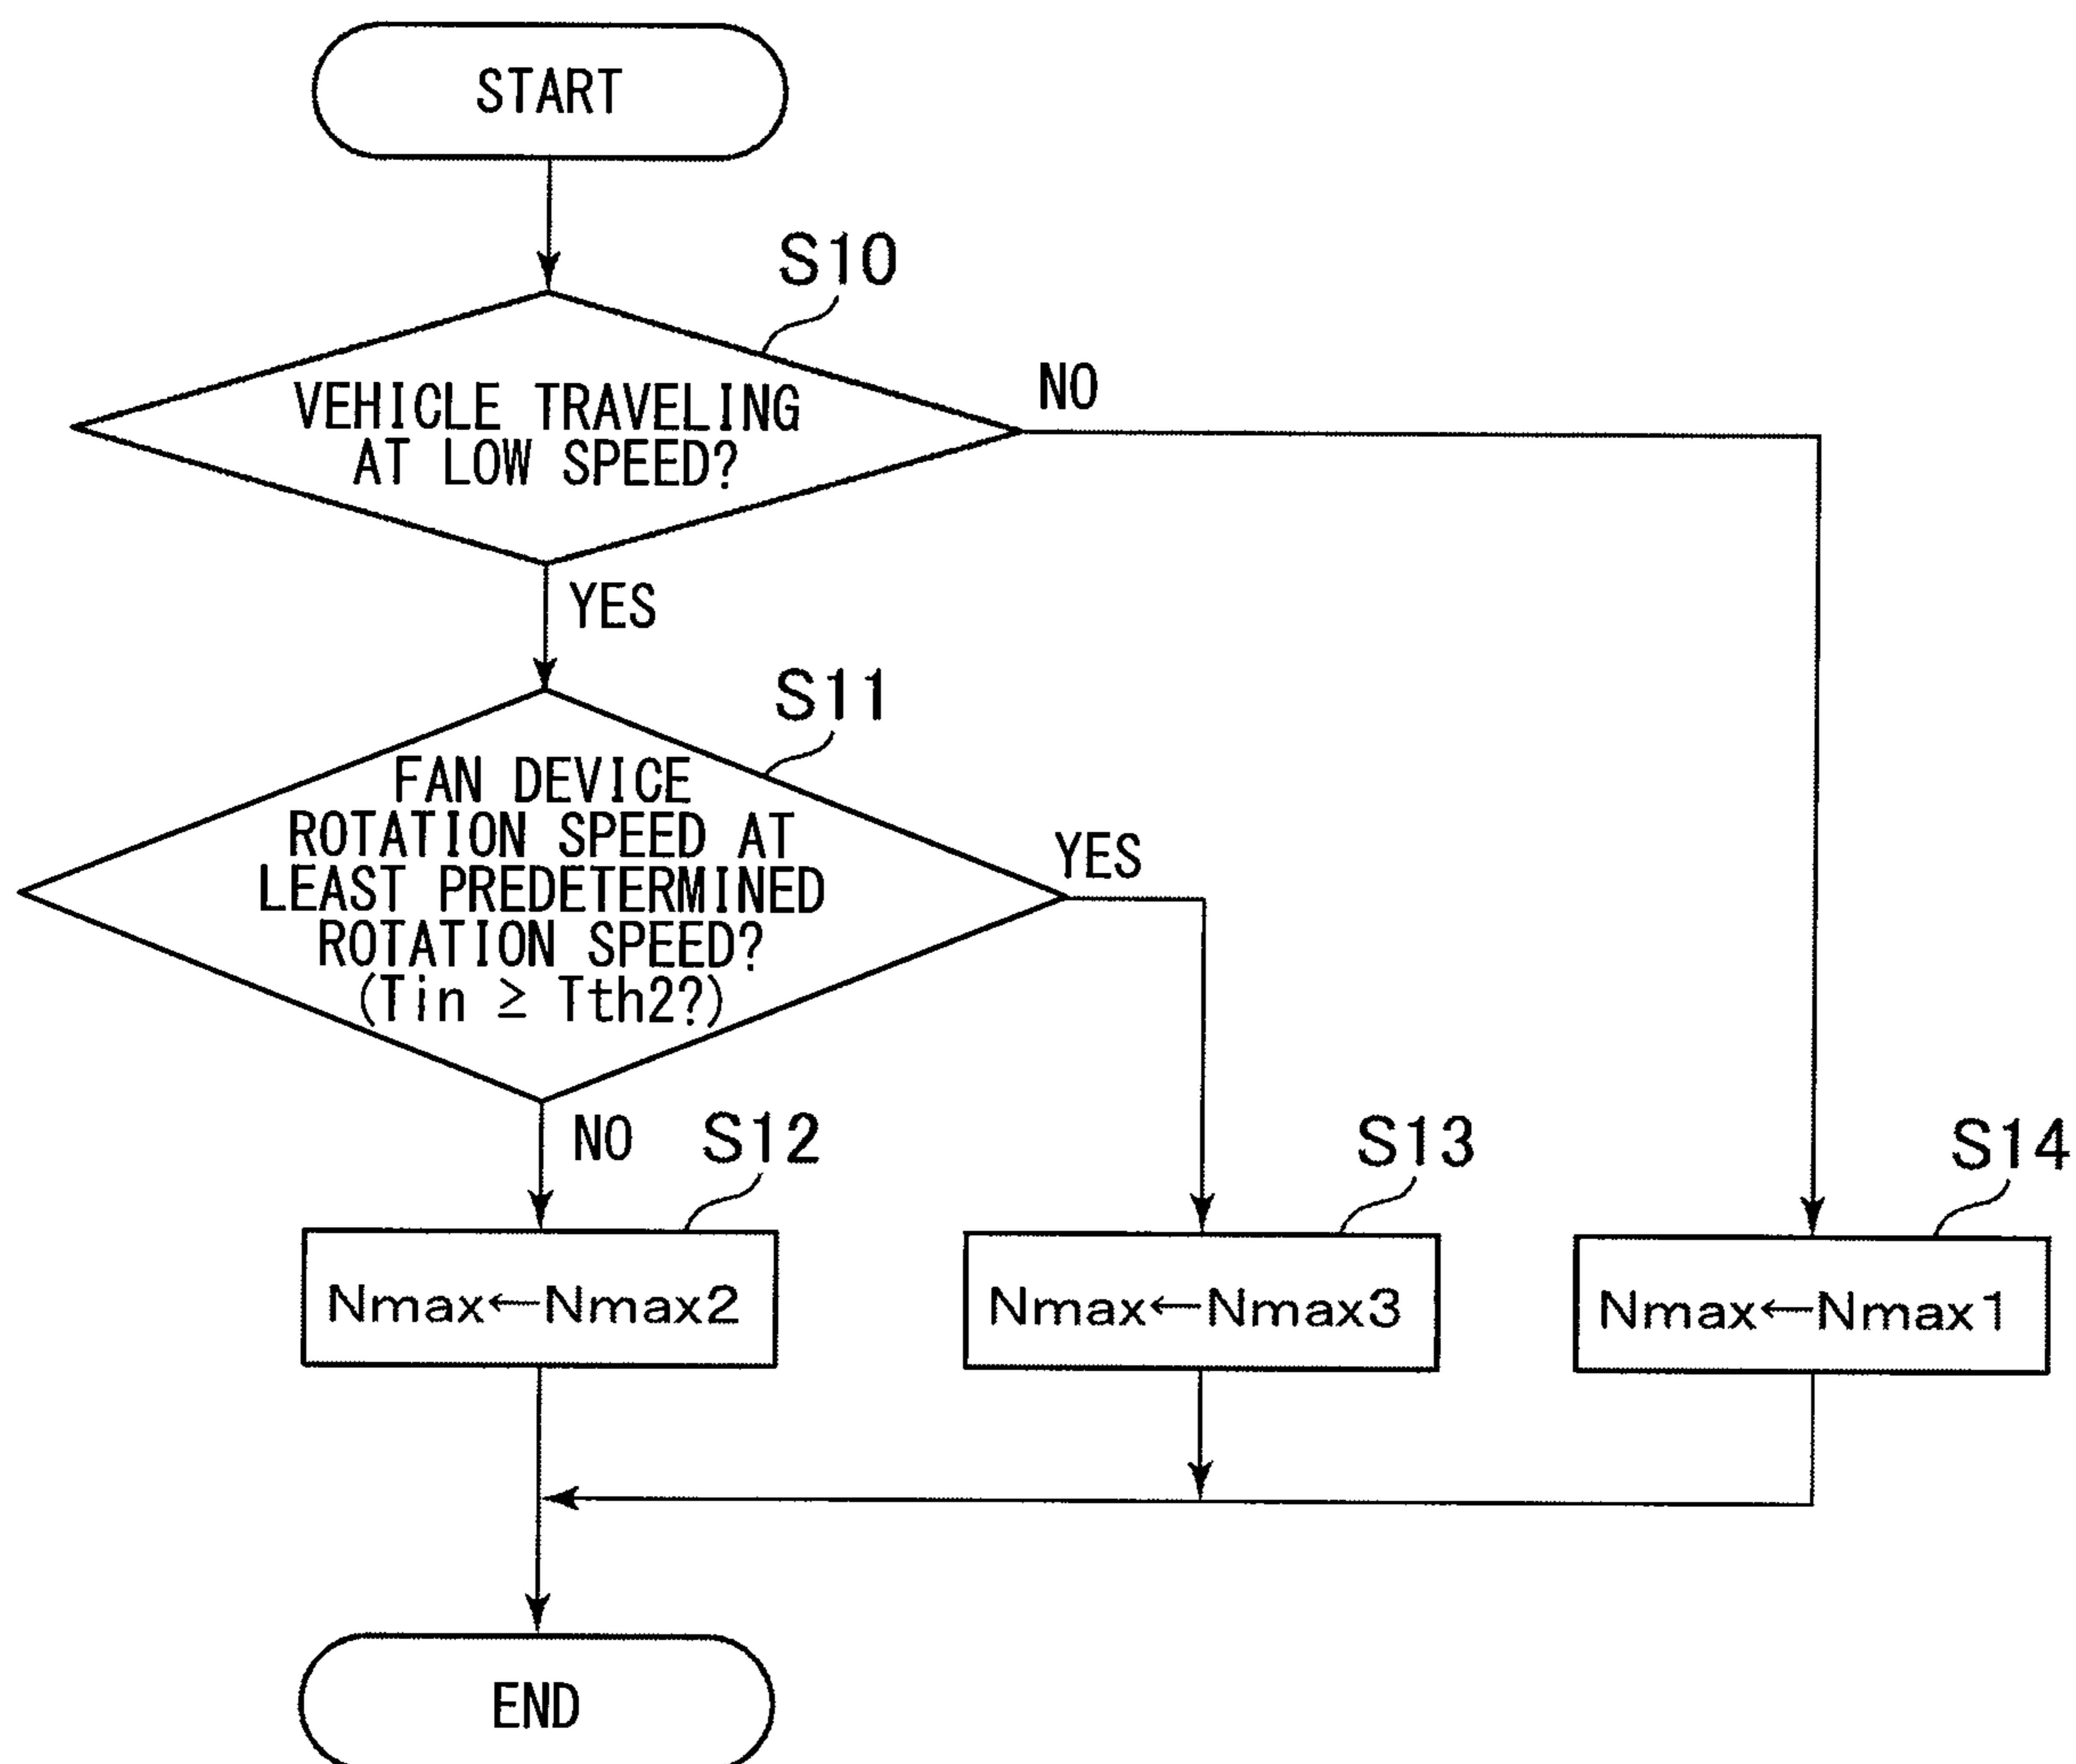 START
S10
VEHICLE TRAVELING
AT LOW SPEED?
NO
YES
S11
FAN DEVICE
ROTATION SPEED AT
LEAST PREDETERMINED
ROTATION SPEED?
(Tin ≥ Tth2?)
YES
NO
S12
S13
S14
Nmax←Nmax2
Nmax←Nmax3
Nmax←Nmax1
END